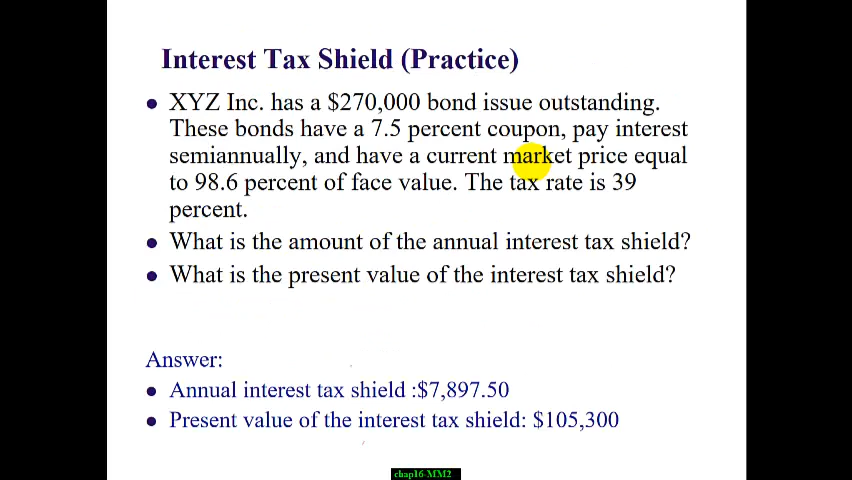 Interest Tax Shield (Practice)
● XYZ Inc. has a $270,000 bond issue outstanding.
These bonds have a 7.5 percent coupon, pay interest
semiannually, and have a current market price equal
to 98.6 percent of face value. The tax rate is 39
percent.
● What is the amount of the annual interest tax shield?
● What is the present value of the interest tax shield?
Answer:
● Annual interest tax shield :$7,897.50
● Present value of the interest tax shield: $105,300
chap16-MM2